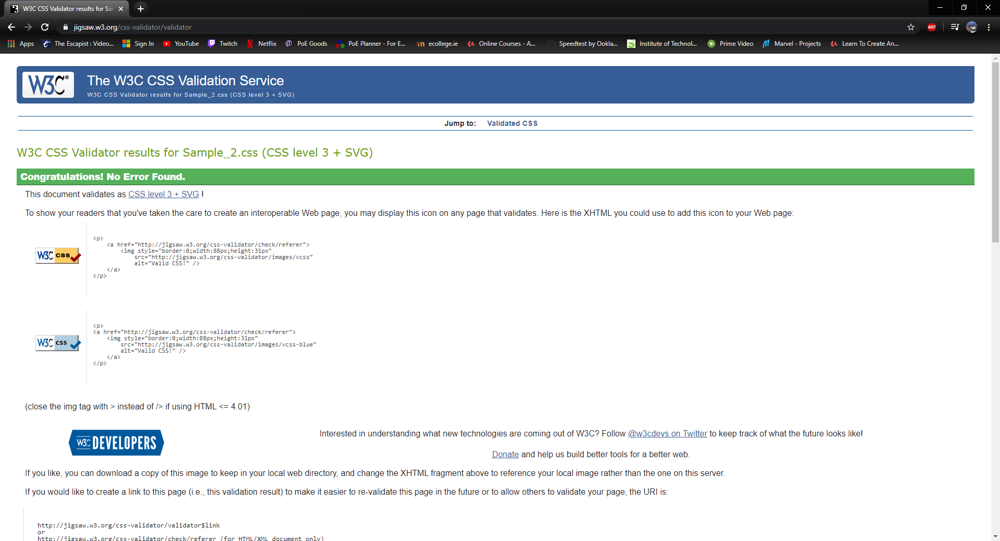 W3C CSS Validator results for Sar
jigsaw.w3.org/css-validator/validator
ABP
Apps
The Escapist : Video...
Sign In
YouTube
Twitch
Netflix
PoE Goods
PoE Planner - For E...
ecollege.ie
Online Courses - A...
Speedtest by Ookla...
Institute of Technol...
Prime Video
Marvel - Projects
Learn To Create An...
W3C®
The W3C CSS Validation Service
W3C CSS Validator results for Sample_2.css (CSS level 3 + SVG)
Jump to: Validated CSS
W3C CSS Validator results for Sample_2.css (CSS level 3 + SVG)
Congratulations! No Error Found.
This document validates as CSS level 3 + SVG !
To show your readers that you've taken the care to create an interoperable Web page, you may display this icon on any page that validates. Here is the XHTML you could use to add this icon to your Web page:
W3C css
<p>
<a href="http://jigsaw.w3.org/css-validator/check/referer">
<img style="border:0;width:88px;height:31px"
src="http://jigsaw.w3.org/css-validator/images/vcss"
alt="Valid CSS!" />
</a>
</p>
W3C css
<p>
<a href="http://jigsaw.w3.org/css-validator/check/referer">
<img style="border:0;width:88px;height:31px"
src="http://jigsaw.w3.org/css-validator/images/vcss-blue"
alt="Valid CSS!" />
</a>
</p>
(close the img tag with > instead of /> if using HTML <= 4.01)
W3C DEVELOPERS
Interested in understanding what new technologies are coming out of W3C? Follow @w3cdevs on Twitter to keep track of what the future looks like!
Donate and help us build better tools for a better web.
If you like, you can download a copy of this image to keep in your local web directory, and change the XHTML fragment above to reference your local image rather than the one on this server.
If you would like to create a link to this page (i.e., this validation result) to make it easier to re-validate this page in the future or to allow others to validate your page, the URI is:
http://jigsaw.w3.org/css-validator/validator$link
or
http://jigsaw.w3.org/css-validator/check/referer (for HTML/XML document only)